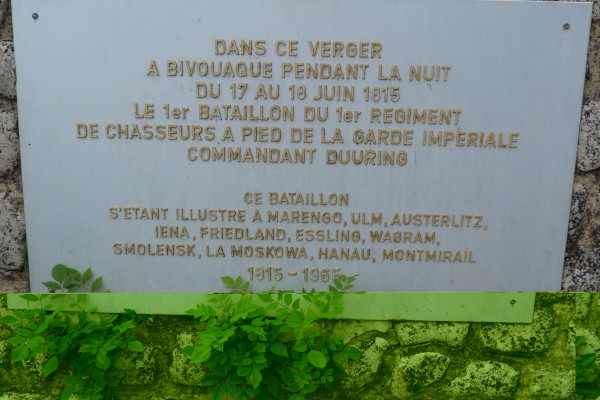 DANS CE VERGER
A BIVOUAQUE PENDANT LA NUIT
DU 17 AU 18 JUIN 1815
LE 1er BATAILLON DU 1er REGIMENT
DE CHASSEURS A PIED DE LA GARDE IMPERIALE
COMMANDANT DUURING
CE BATAILLON
S'ETANT ILLUSTRE A MARENGO, ULM, AUSTERLITZ,
IENA, FRIEDLAND, ESSLING, WAGRAM,
SMOLENSK, LA MOSKOWA, HANAU, MONTMIRAIL
1815 - 1965